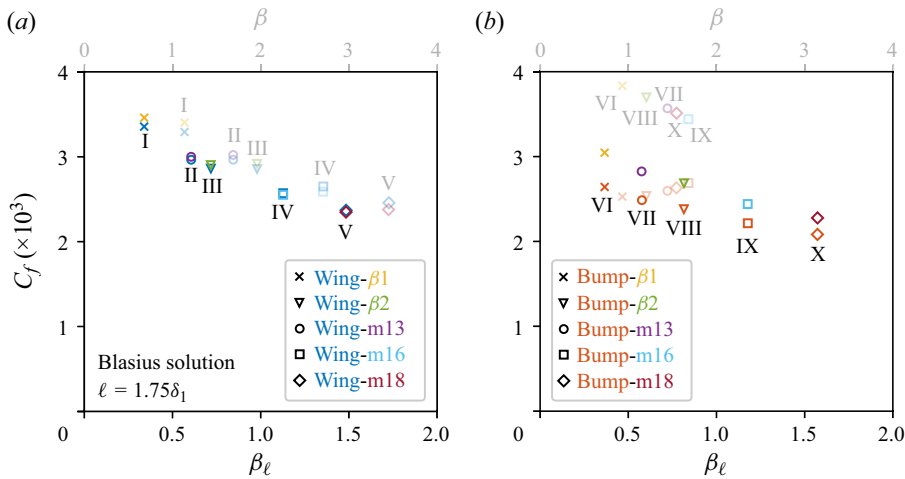 (a)
β
0 1 2 3 4
4
3
2
1
0
C_f (×10^3)
I
I
II
II
III
III
IV
IV
V
V
Wing-β1
Wing-β2
Wing-m13
Wing-m16
Wing-m18
Blasius solution
ℓ = 1.75δ_1
0.5 1.0 1.5 2.0
β_ℓ
(b)
β
0 1 2 3 4
4
3
2
1
0
VI
VII
VIII
X
IX
VI
VII
VIII
IX
X
Bump-β1
Bump-β2
Bump-m13
Bump-m16
Bump-m18
0.5 1.0 1.5 2.0
β_ℓ